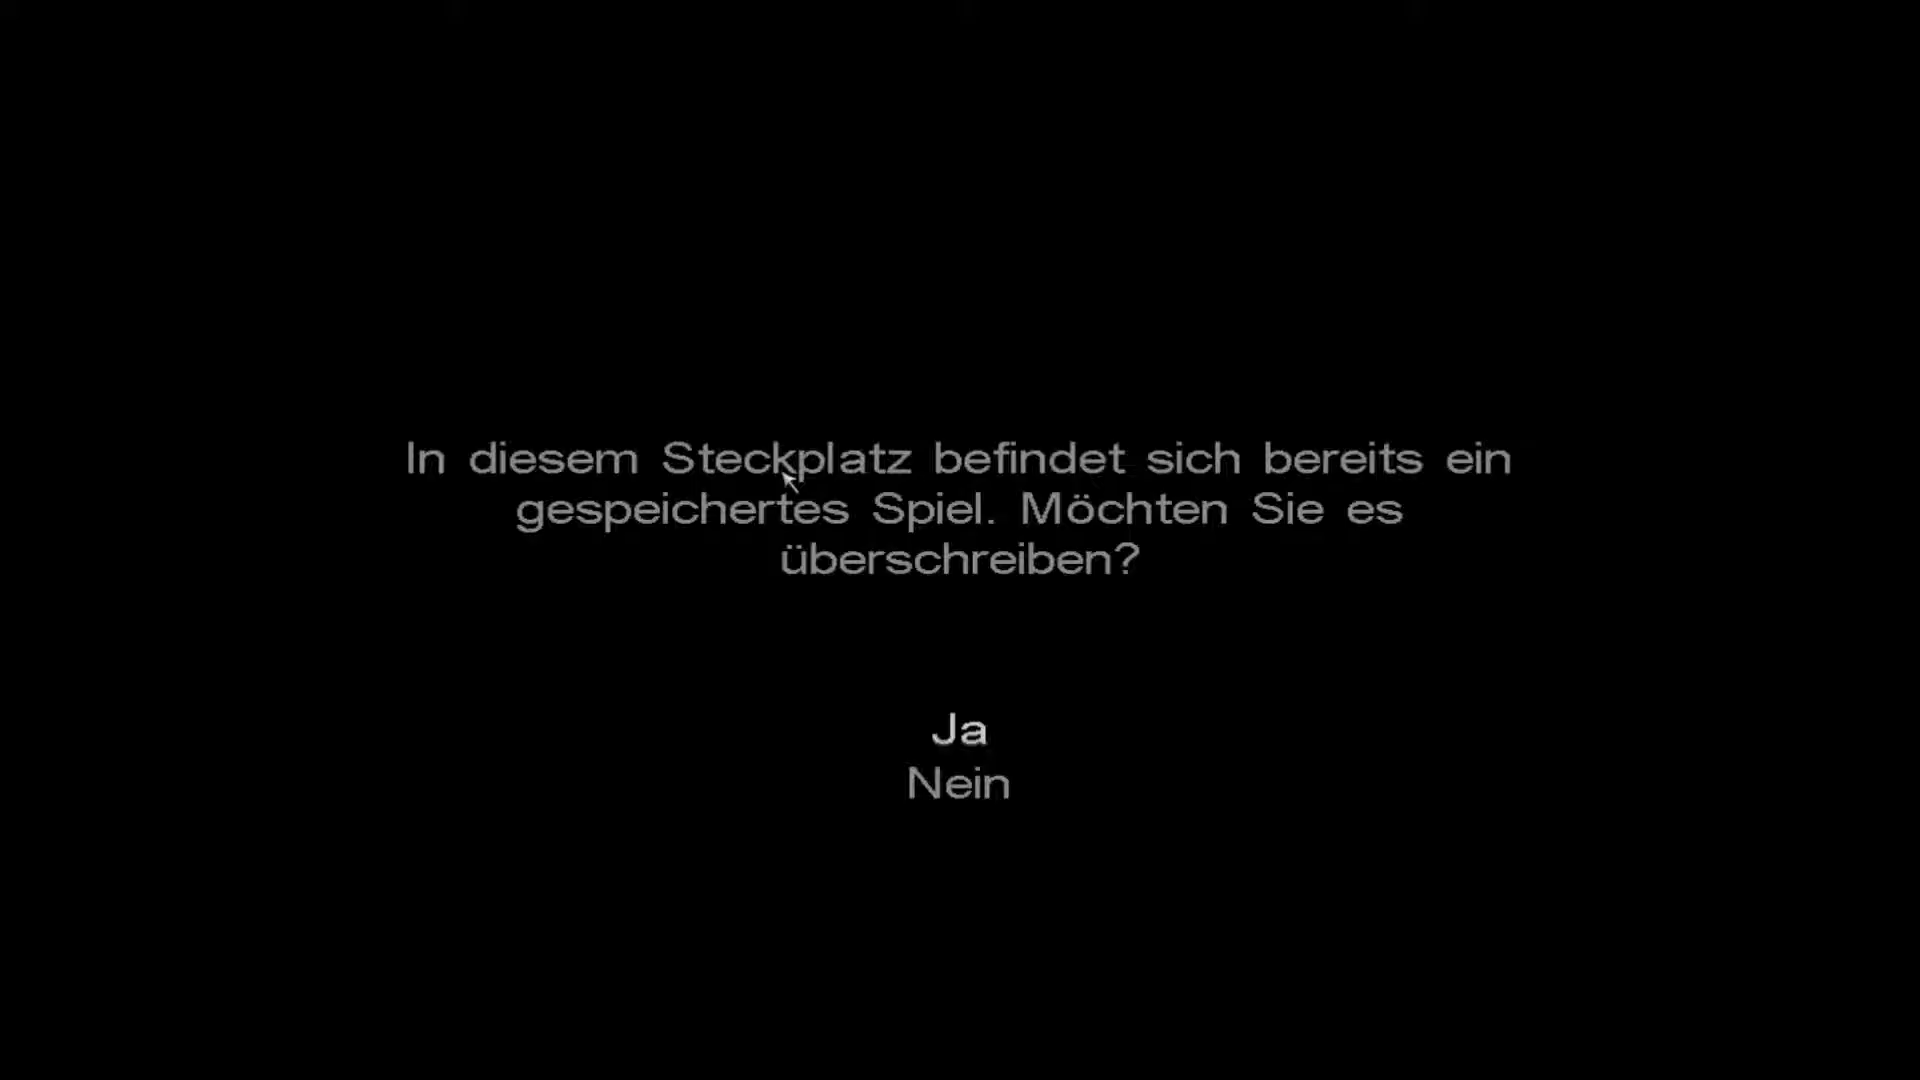 In diesem Steckplatz befindet sich bereits ein
gespeichertes Spiel. Möchten Sie es
überschreiben?
Ja
Nein